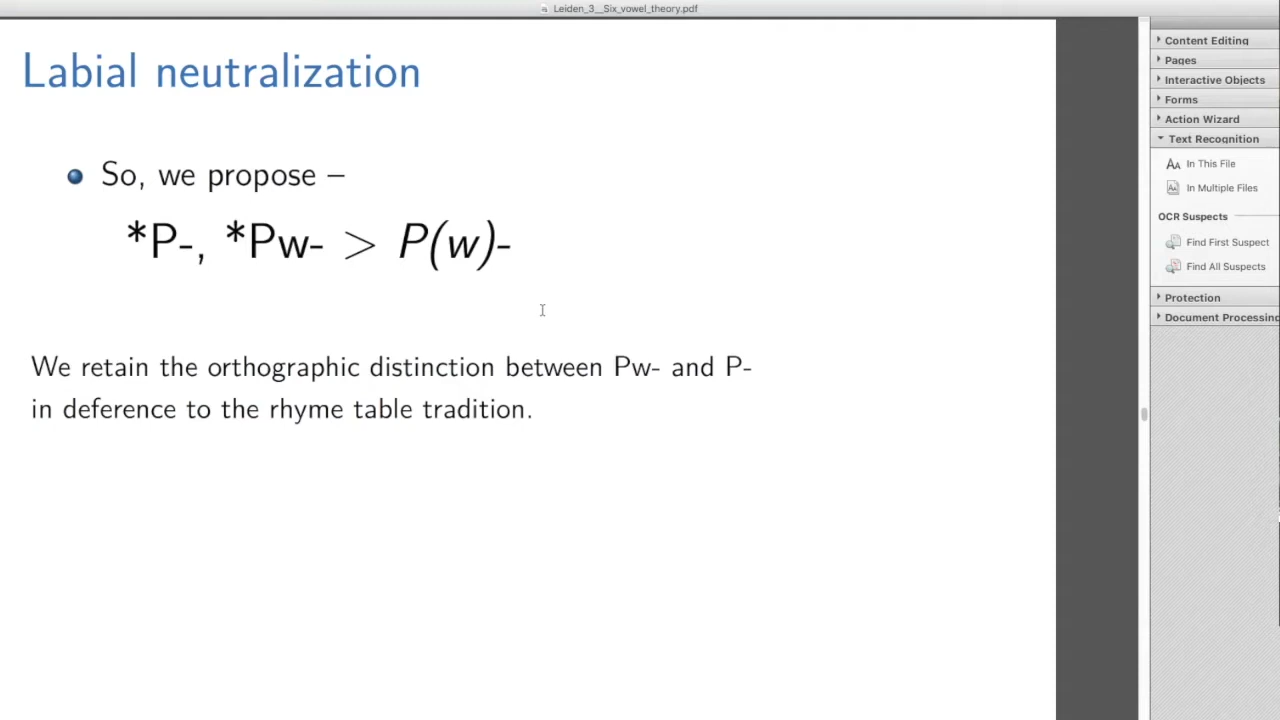 Leiden_3__Six_vowel_theory.pdf
Labial neutralization
So, we propose –
*P-, *Pw- > P(w)-
We retain the orthographic distinction between Pw- and P-
in deference to the rhyme table tradition.
Content Editing
Pages
Interactive Objects
Forms
Action Wizard
Text Recognition
In This File
In Multiple Files
OCR Suspects
Find First Suspect
Find All Suspects
Protection
Document Processing